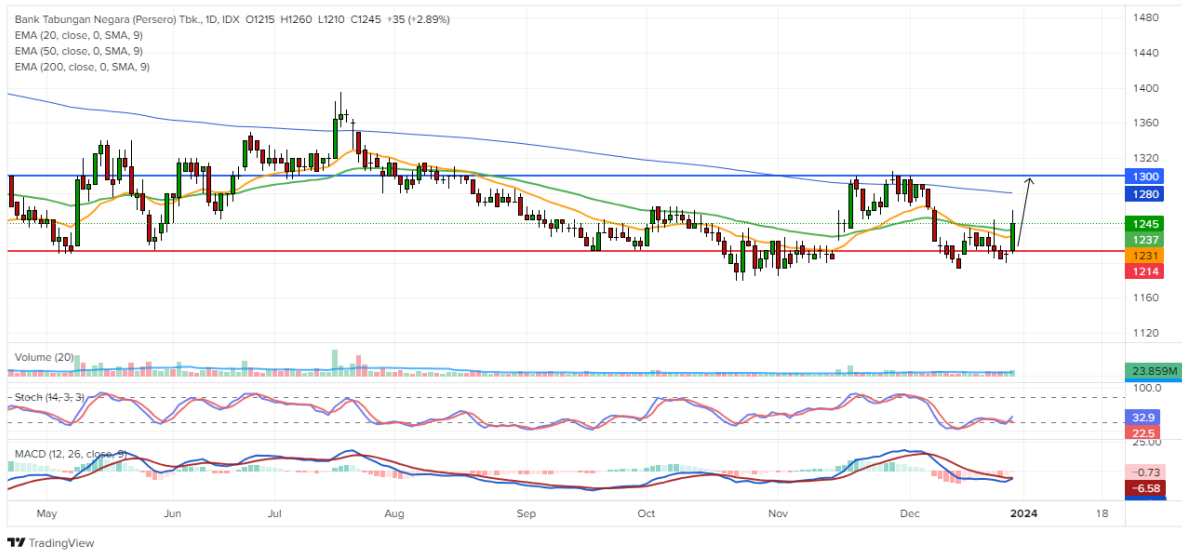 Bank Tabungan Negara (Persero) Tbk., 1D, IDX O1215 H1260 L1210 C1245 +35 (+2.89%)
EMA (20, close, 0, SMA, 9)
EMA (50, close, 0, SMA, 9)
EMA (200, close, 0, SMA, 9)
1480
1440
1400
1360
1320
1300
1280
1245
1237
1231
1214
1160
1120
Volume (20)
23.859M
100.0
Stoch (14, 3, 3)
32.9
22.5
25.00
MACD (12, 26, close, 9)
−0.73
−6.58
May Jun Jul Aug Sep Oct Nov Dec 2024 18
TradingView